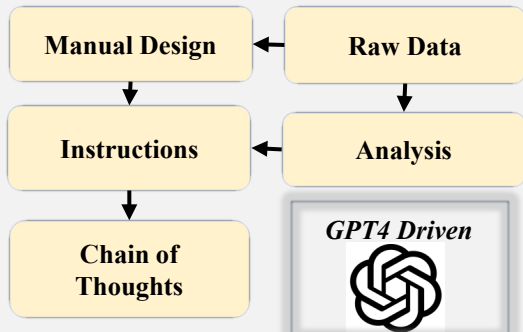 Manual Design
Raw Data
Instructions
Analysis
Chain of
Thoughts
GPT4 Driven